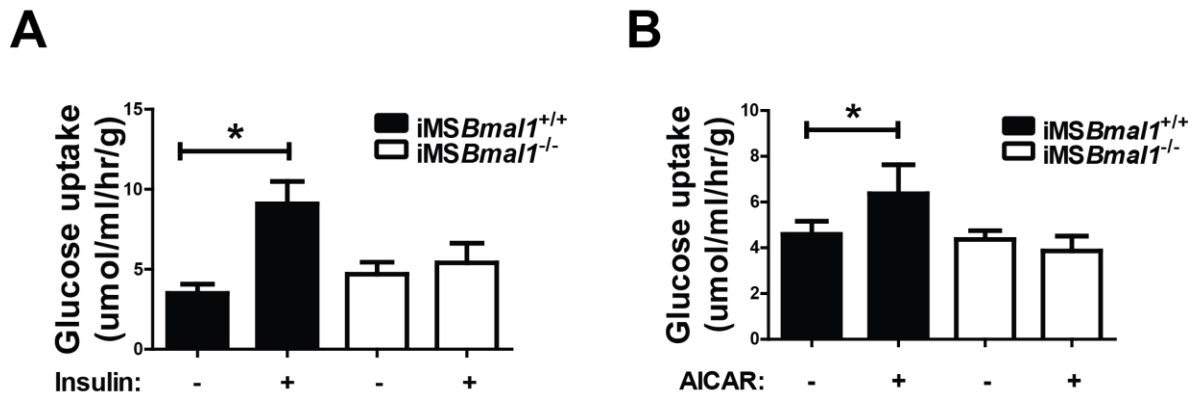 A
Glucose uptake
(umol/ml/hr/g)
15
10
5
0
*
iMSBmal1+/+
iMSBmal1-/-
Insulin: - + - +
B
Glucose uptake
(umol/ml/hr/g)
10
8
6
4
2
0
*
iMSBmal1+/+
iMSBmal1-/-
AICAR: - + - +